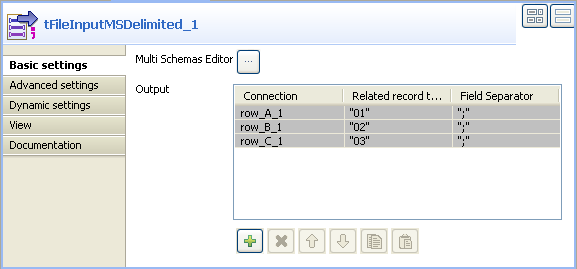 tFileInputMSDelimited_1
Basic settings
Advanced settings
Dynamic settings
View
Documentation
Multi Schemas Editor ...
Output
Connection Related record t... Field Separator
row_A_1 "01" ";"
row_B_1 "02" ";"
row_C_1 "03" ";"